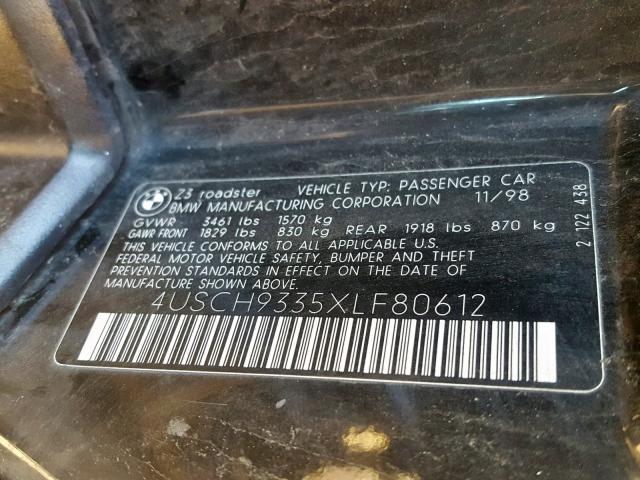 Z3 roadster VEHICLE TYP: PASSENGER CAR
BMW MANUFACTURING CORPORATION 11/98
GVWR 3461 lbs 1570 kg
GAWR FRONT 1829 lbs 830 kg REAR 1918 lbs 870 kg
THIS VEHICLE CONFORMS TO ALL APPLICABLE U.S.
FEDERAL MOTOR VEHICLE SAFETY, BUMPER AND THEFT
PREVENTION STANDARDS IN EFFECT ON THE DATE OF
MANUFACTURE SHOWN ABOVE.
4USCH9335XLF80612
2 122 438